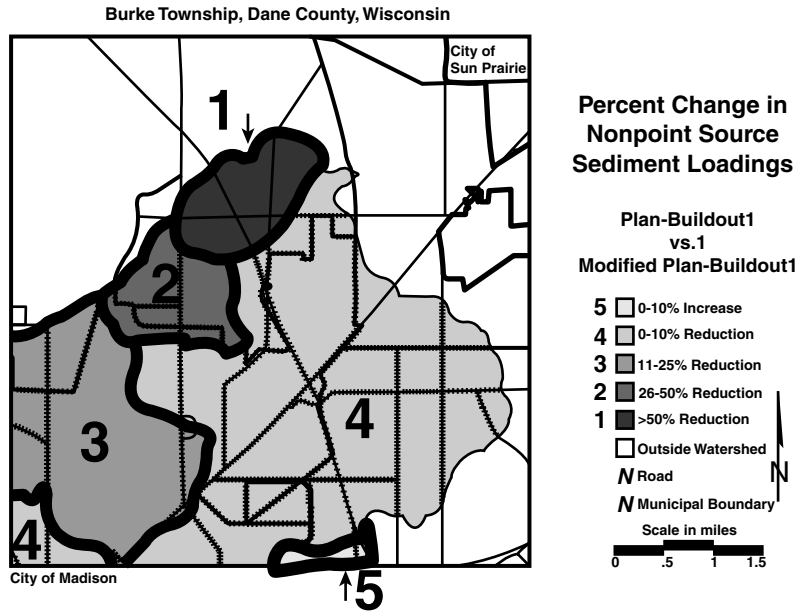 Burke Township, Dane County, Wisconsin
City of
Sun Prairie
1
2
3
4
4
5
City of Madison
Percent Change in
Nonpoint Source
Sediment Loadings
Plan-Buildout1
vs.1
Modified Plan-Buildout1
5 0-10% Increase
4 0-10% Reduction
3 11-25% Reduction
2 26-50% Reduction
1 >50% Reduction
Outside Watershed
N Road
N Municipal Boundary
N
Scale in miles
0 .5 1 1.5